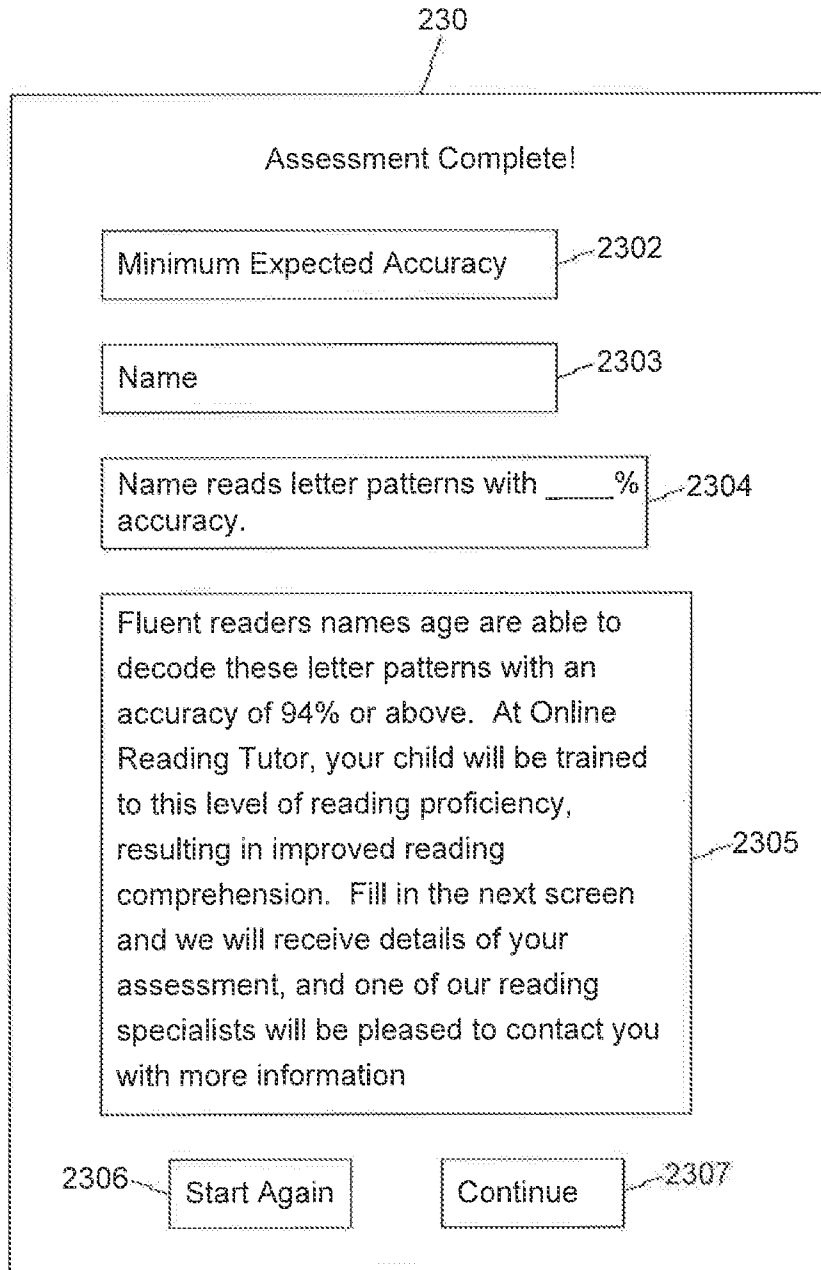 230
Assessment Complete!
Minimum Expected Accuracy
2302
Name
2303
Name reads letter patterns with ____%
accuracy.
2304
Fluent readers names age are able to
decode these letter patterns with an
accuracy of 94% or above. At Online
Reading Tutor, your child will be trained
to this level of reading proficiency,
resulting in improved reading
comprehension. Fill in the next screen
and we will receive details of your
assessment, and one of our reading
specialists will be pleased to contact you
with more information
2305
2306
Start Again
Continue
2307